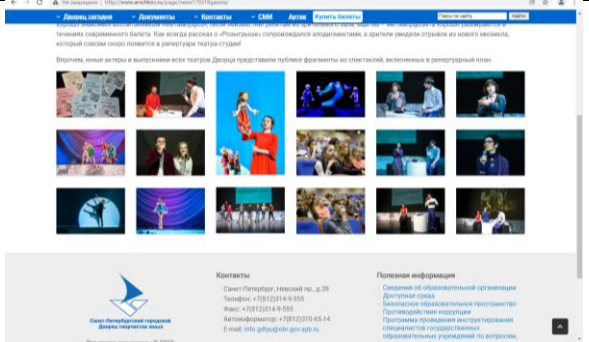 Не защищено | http://www.anichkov.ru/page/news17019gazeta/
Дворец сегодня Документы Контакты СМИ Артек Купить билеты Поиск по сайту Найти
течениях современного балета. Как всегда рассказ о «Розыгрыше» сопровождался аплодисментами, а зрители увидели отрывок из нового мюзикла,
который совсем скоро появится в репертуаре театра-студии!
Впрочем, юные актеры и выпускники всех театров Дворца представили публике фрагменты из спектаклей, включенных в репертуарный план.
Санкт-Петербургский городской
Дворец творчества юных
Контакты
Санкт-Петербург, Невский пр., д.39
Телефон: +7(812)314-9-555
Факс: +7(812)314-9-555
Автоинформатор: +7(812)310-65-14
E-mail: info.gdtyu@obr.gov.spb.ru
Полезная информация
Сведения об образовательной организации
Доступная среда
Безопасное образовательное пространство
Противодействие коррупции
Программа проведения инструктирования
специалистов государственных
образовательных учреждений по вопросам,